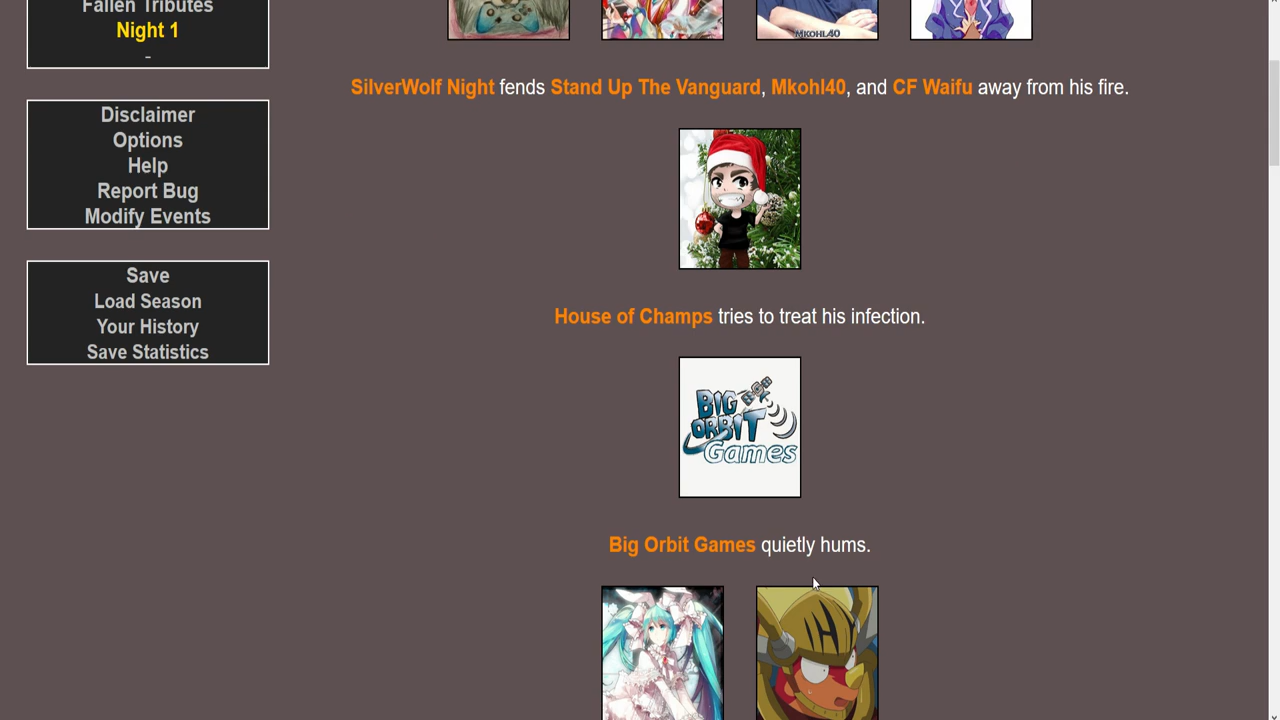 Fallen Tributes
Night 1
-
Disclaimer
Options
Help
Report Bug
Modify Events
Save
Load Season
Your History
Save Statistics
MKOHL40
SilverWolf Night fends Stand Up The Vanguard, Mkohl40, and CF Waifu away from his fire.
House of Champs tries to treat his infection.
BIG
ORBIT
Games
Big Orbit Games quietly hums.